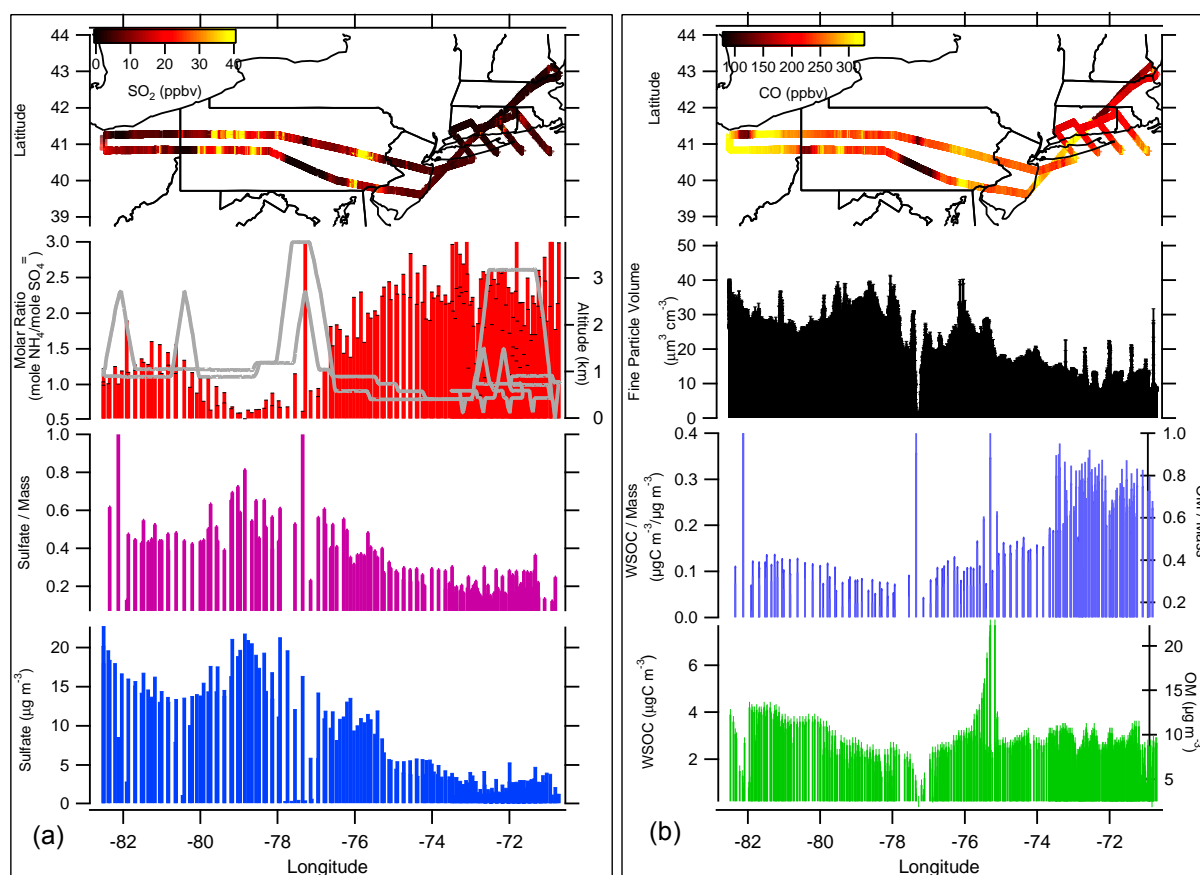 0 10 20 30 40
SO2 (ppbv)
44
43
42
41
40
39
Latitude
3.0
2.5
2.0
1.5
1.0
0.5
Molar Ratio
(mole NH4/mole SO4 =
3
2
1
0
Altitude (km)
1.0
0.8
0.6
0.4
0.2
Sulfate / Mass
20
15
10
5
0
Sulfate (µg m-3)
(a)
-82 -80 -78 -76 -74 -72
Longitude
100 150 200 250 300
CO (ppbv)
44
43
42
41
40
39
Latitude
50
40
30
20
10
0
Fine Particle Volume
(µm3 cm-3)
0.4
0.3
0.2
0.1
0.0
WSOC / Mass
µgC m-3/µg m-3
1.0
0.8
0.6
0.4
0.2
OM / Mass
6
4
2
WSOC (µgC m-3)
20
15
10
5
OM (µg m-3)
(b)
-82 -80 -78 -76 -74 -72
Longitude